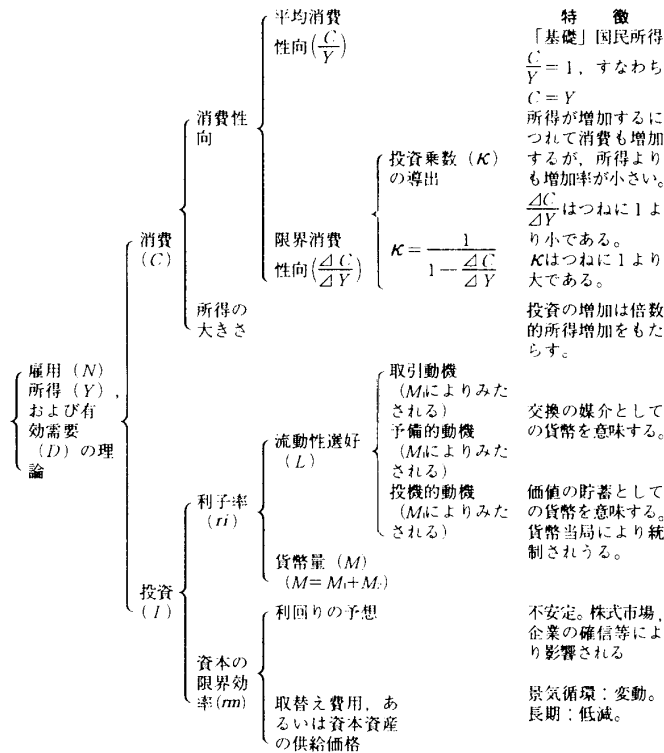 平均消費
性向(C/Y)
消費性
向
投資乗数（κ）
の導出
限界消費
性向(ΔC/ΔY)
κ = 1/(1−ΔC/ΔY)
消費
(C)
所得の
大きさ
雇用（N）
所得（Y），
および有
効需要
（D）の理
論
取引動機
（M₁によりみた
される）
流動性選好
（L）
予備的動機
（M₁によりみた
される）
投機的動機
される）
利子率
(ri)
貨幣量（M）
投資
(I)
利回りの予想
資本の
限界効
率(rm)
取替え費用，あ
るいは資本資産
の供給価格
特　徴
「基礎」国民所得
C/Y = 1，すなわち
C = Y
所得が増加するに
つれて消費も増加
するが，所得より
も増加率が小さい。
ΔC/ΔYはつねに1よ
り小である。
κはつねに1より
大である。
投資の増加は倍数
的所得増加をもた
らす。
交換の媒介として
の貨幣を意味する。
価値の貯蓄として
の貨幣を意味する。
貨幣当局により統
制されうる。
不安定。株式市場，
企業の確信等によ
り影響される
景気循環：変動。
長期：低減。